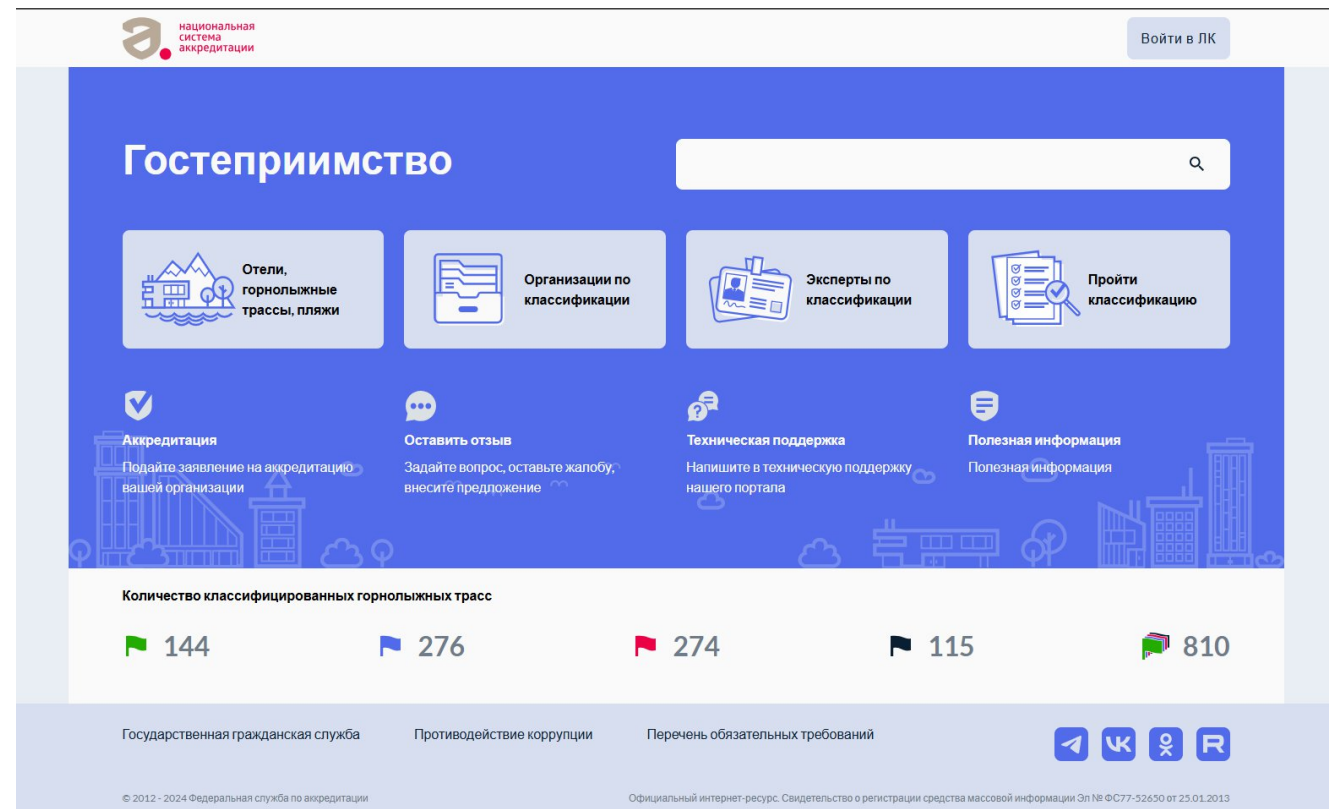 национальная
система
аккредитации
Войти в ЛК
Гостеприимство
Отели,
горнолыжные
трассы, пляжи
Организации по
классификации
Эксперты по
классификации
Пройти
классификацию
Аккредитация
Подайте заявление на аккредитацию
вашей организации
Оставить отзыв
Задайте вопрос, оставьте жалобу,
внесите предложение
Техническая поддержка
Напишите в техническую поддержку
нашего портала
Полезная информация
Полезная информация
Количество классифицированных горнолыжных трасс
144
276
274
115
810
Государственная гражданская служба
Противодействие коррупции
Перечень обязательных требований
© 2012 - 2024 Федеральная служба по аккредитации
Официальный интернет-ресурс. Свидетельство о регистрации средства массовой информации Эл № ФС77-52650 от 25.01.2013